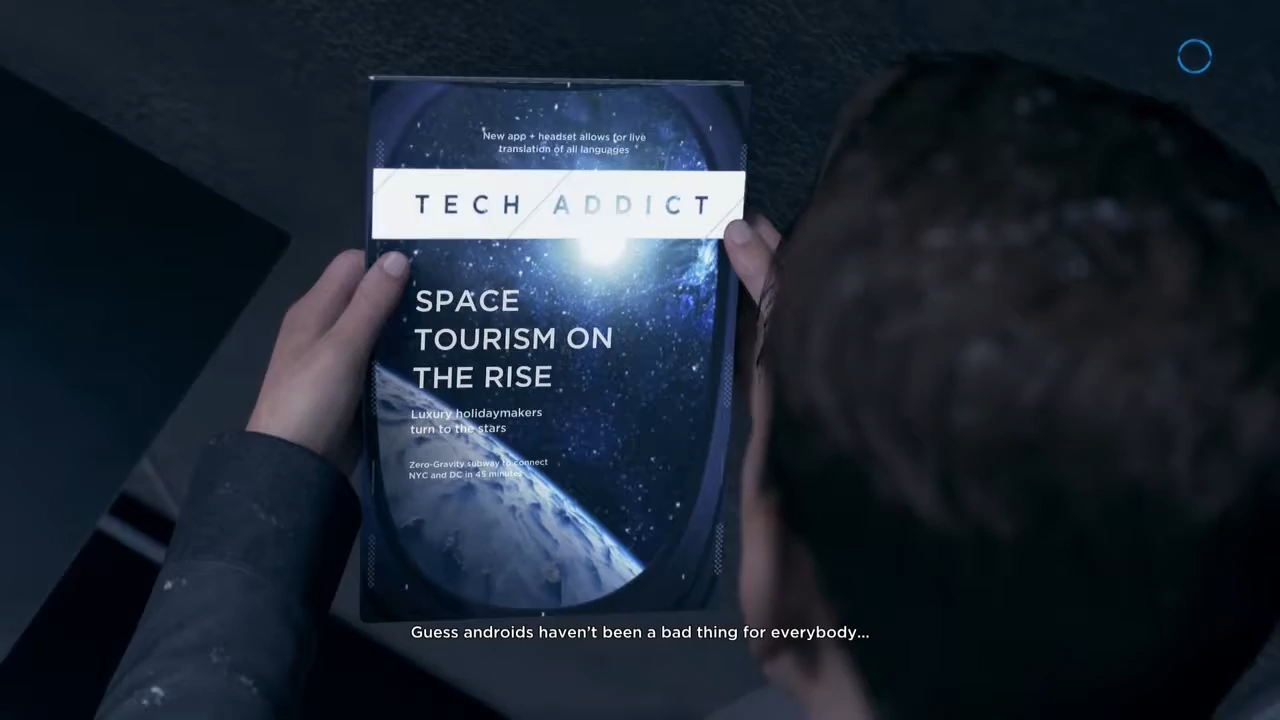 New app + headset allows for live
translation of all languages
TECH ADDICT
SPACE
TOURISM ON
THE RISE
Luxury holidaymakers
turn to the stars
Zero-Gravity subway to connect
NYC and DC in 45 minutes
Guess androids haven't been a bad thing for everybody...